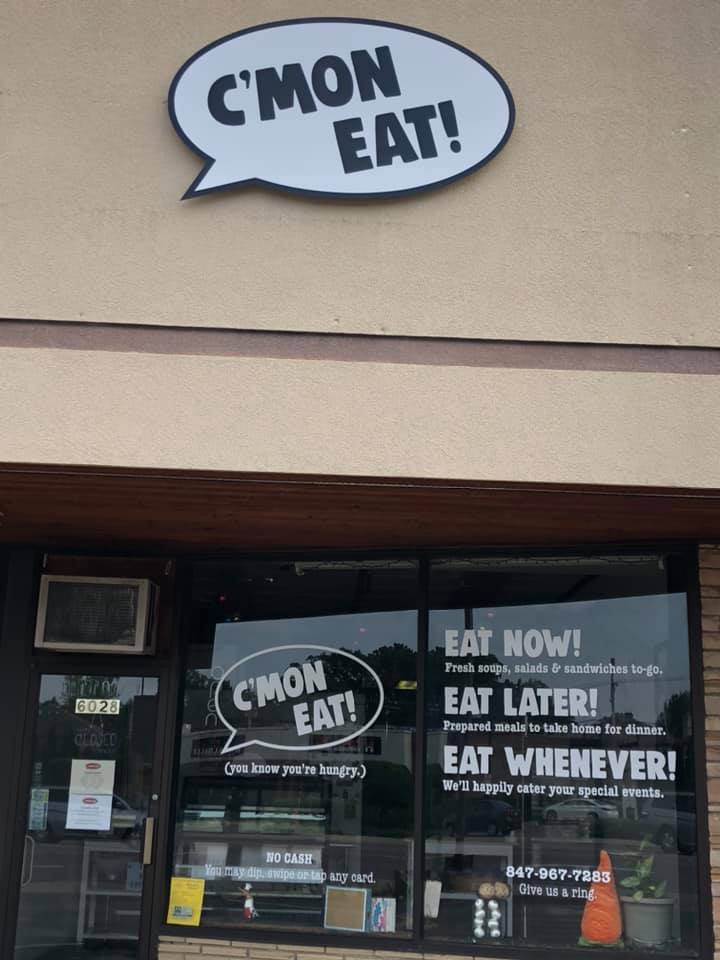 C'MON
EAT!
6028
CLOSED
C'MON
EAT!
(you know you're hungry.)
NO CASH
You may dip, swipe or tap any card.
EAT NOW!
Fresh soups, salads & sandwiches to-go.
EAT LATER!
Prepared meals to take home for dinner.
EAT WHENEVER!
We'll happily cater your special events.
847-967-7283
Give us a ring.